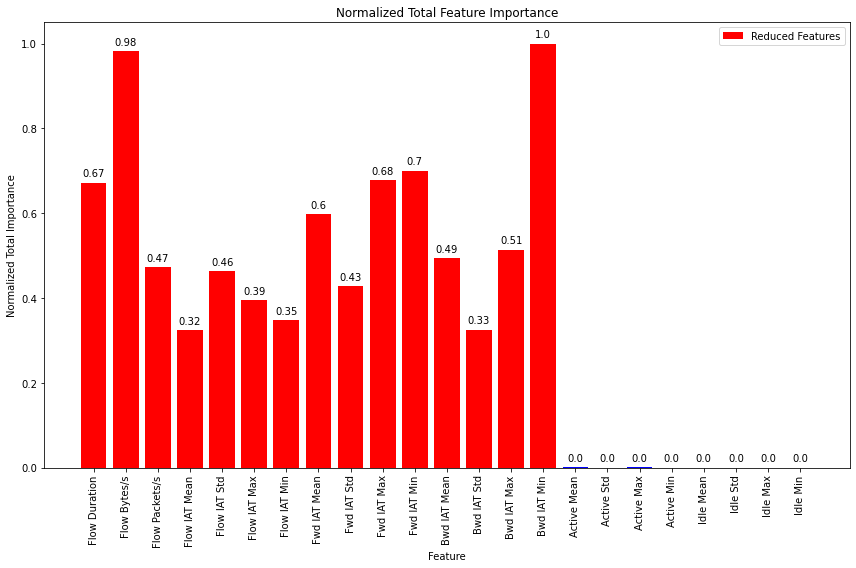 Normalized Total Feature Importance
Reduced Features
Normalized Total Importance
1.0
0.8
0.6
0.4
0.2
0.0
0.67
0.98
0.47
0.32
0.46
0.39
0.35
0.6
0.43
0.68
0.7
0.49
0.33
0.51
1.0
0.0
0.0
0.0
0.0
0.0
0.0
0.0
0.0
Flow Duration
Flow Bytes/s
Flow Packets/s
Flow IAT Mean
Flow IAT Std
Flow IAT Max
Flow IAT Min
Fwd IAT Mean
Fwd IAT Std
Fwd IAT Max
Fwd IAT Min
Bwd IAT Mean
Bwd IAT Std
Bwd IAT Max
Bwd IAT Min
Active Mean
Active Std
Active Max
Active Min
Idle Mean
Idle Std
Idle Max
Idle Min
Feature